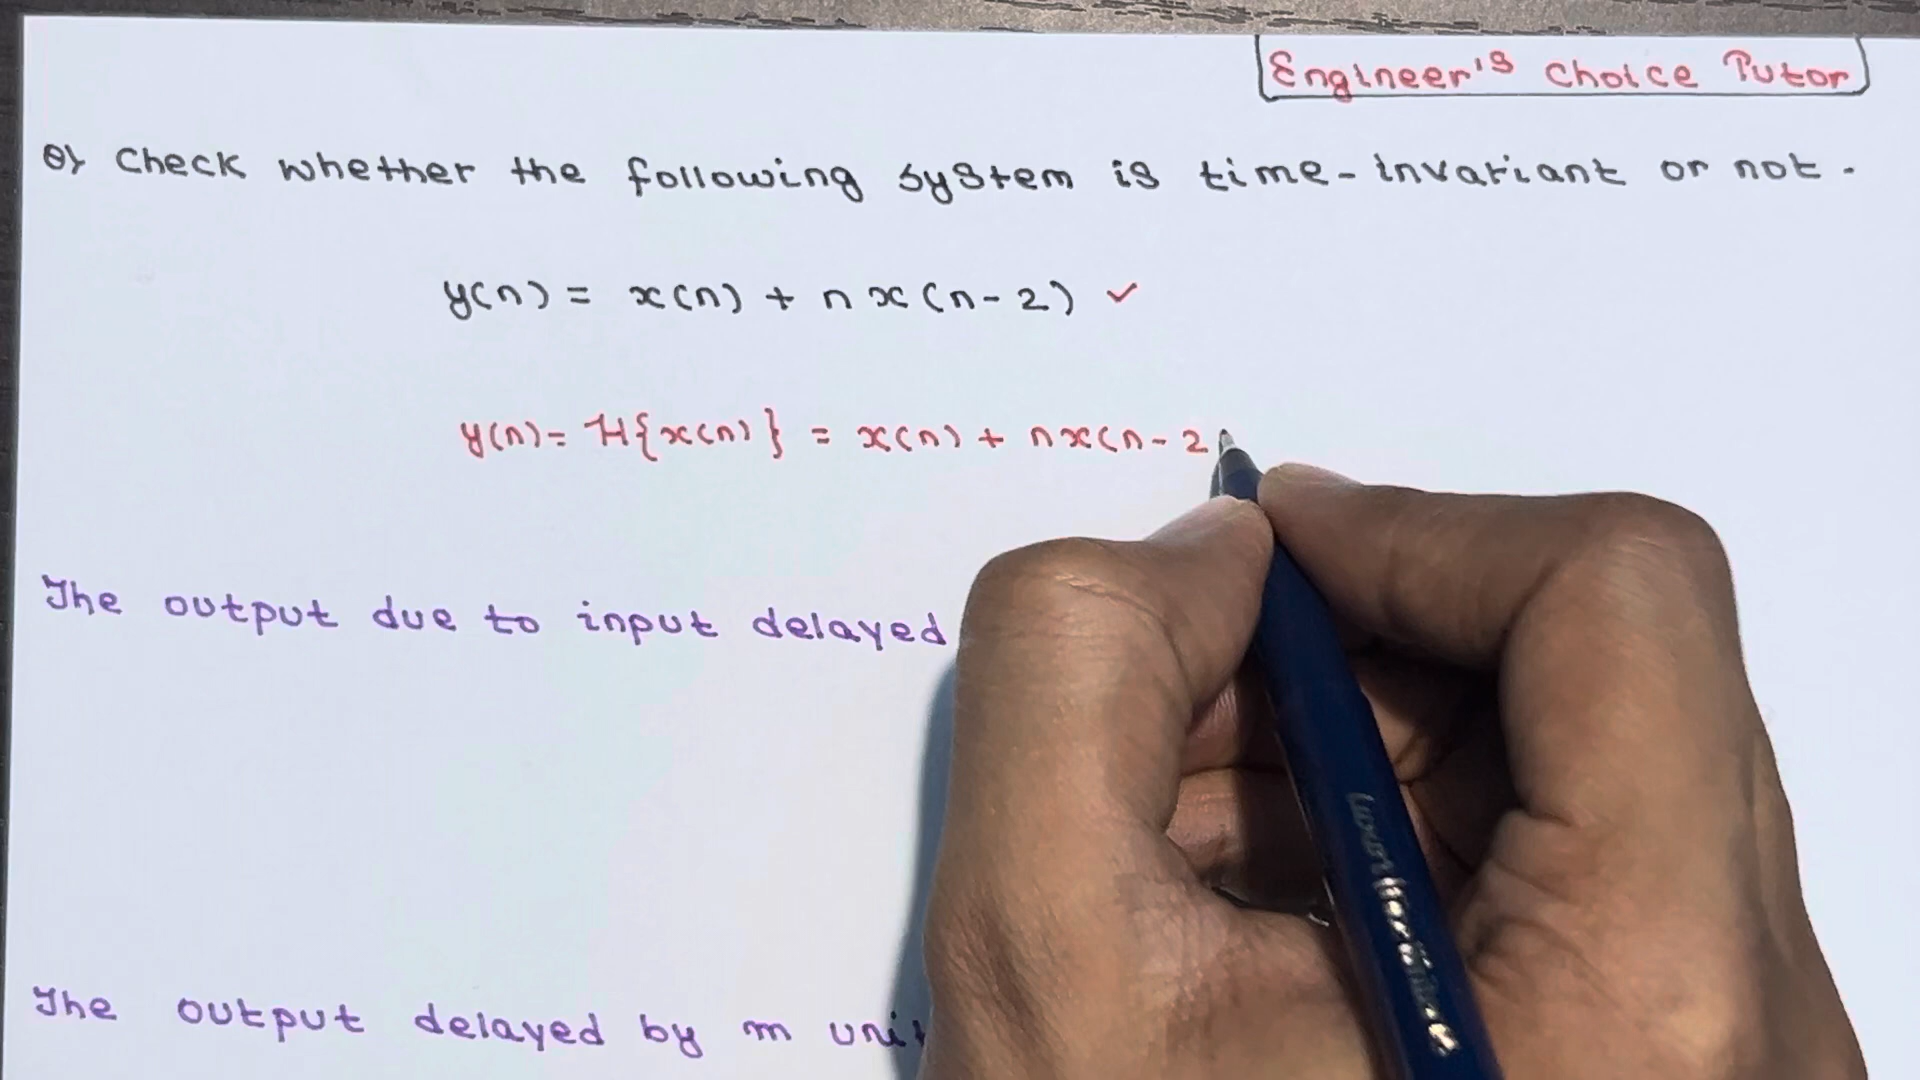 Engineer's Choice Tutor
Q) Check whether the following system is time-invariant or not.
y(n) = x(n) + n x(n-2) ✓
y(n) = H{x(n)} = x(n) + nx(n-2
The output due to input delayed
The output delayed by m